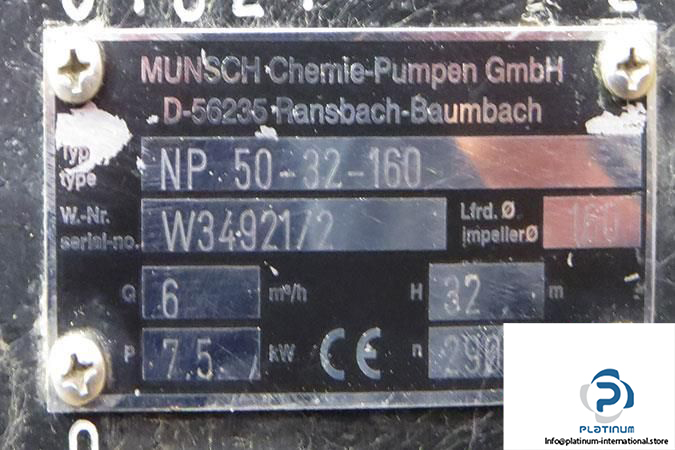 MUNSCH Chemie-Pumpen GmbH
D-56235 Ransbach-Baumbach
Typ
type
NP 50-32-160
W.-Nr.
serial-no.
W34921/2
Lfrd. Ø
impeller Ø
160
Q 6 m³/h
H 32 m
P 7.5 kW
CE
n
PLATINUM
Info@platinum-international.store